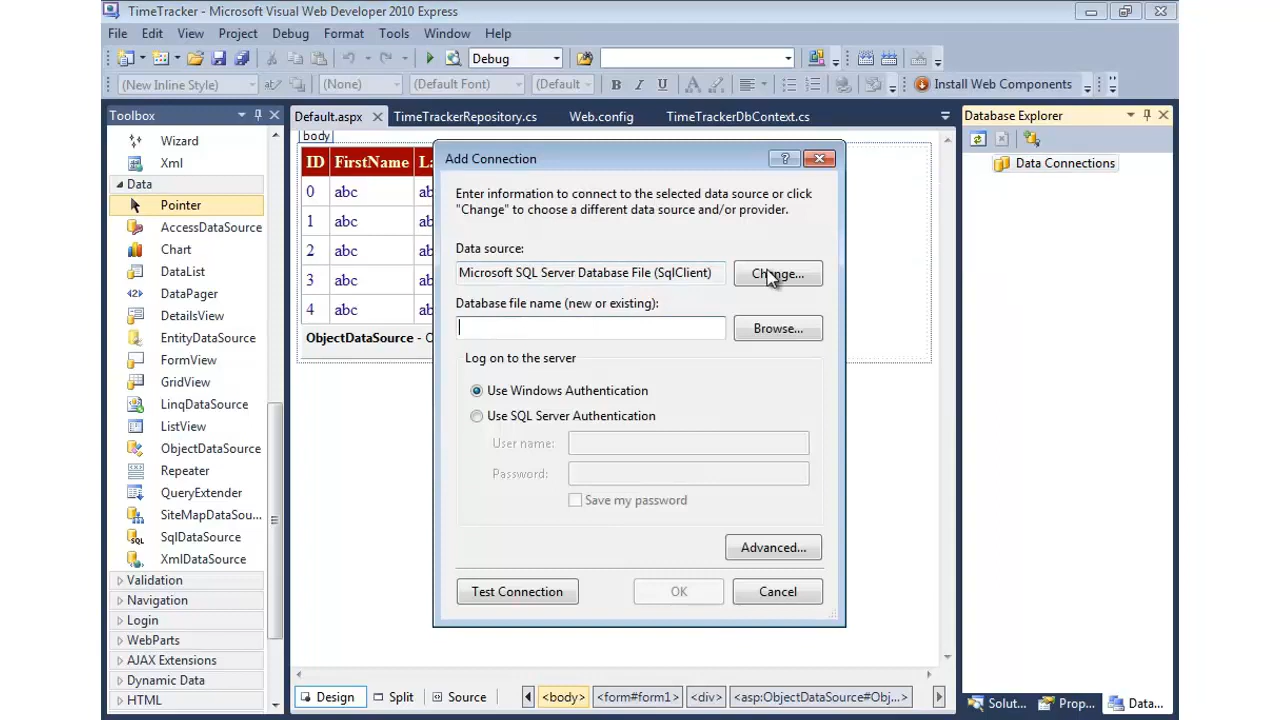 TimeTracker - Microsoft Visual Web Developer 2010 Express
File Edit View Project Debug Format Tools Window Help
Debug
(New Inline Style) (None) (Default Font) (Default B I U A Install Web Components
Toolbox
Default.aspx TimeTrackerRepository.cs Web.config TimeTrackerDbContext.cs
Database Explorer
Wizard
Xml
Data
Pointer
AccessDataSource
Chart
DataList
DataPager
DetailsView
EntityDataSource
FormView
GridView
LinqDataSource
ListView
ObjectDataSource
Repeater
QueryExtender
SiteMapDataSou...
SqlDataSource
XmlDataSource
Validation
Navigation
Login
WebParts
AJAX Extensions
Dynamic Data
HTML
body
ID FirstName La
0 abc ab
1 abc ab
2 abc ab
3 abc ab
4 abc ab
ObjectDataSource - O
Add Connection
?
Enter information to connect to the selected data source or click
"Change" to choose a different data source and/or provider.
Data source:
Microsoft SQL Server Database File (SqlClient) Change...
Database file name (new or existing):
Browse...
Log on to the server
Use Windows Authentication
Use SQL Server Authentication
User name:
Password:
Save my password
Advanced...
Test Connection OK Cancel
Data Connections
Design Split Source <body> <form#form1> <div> <asp:ObjectDataSource#Obj...>
Solut... Prop... Data...